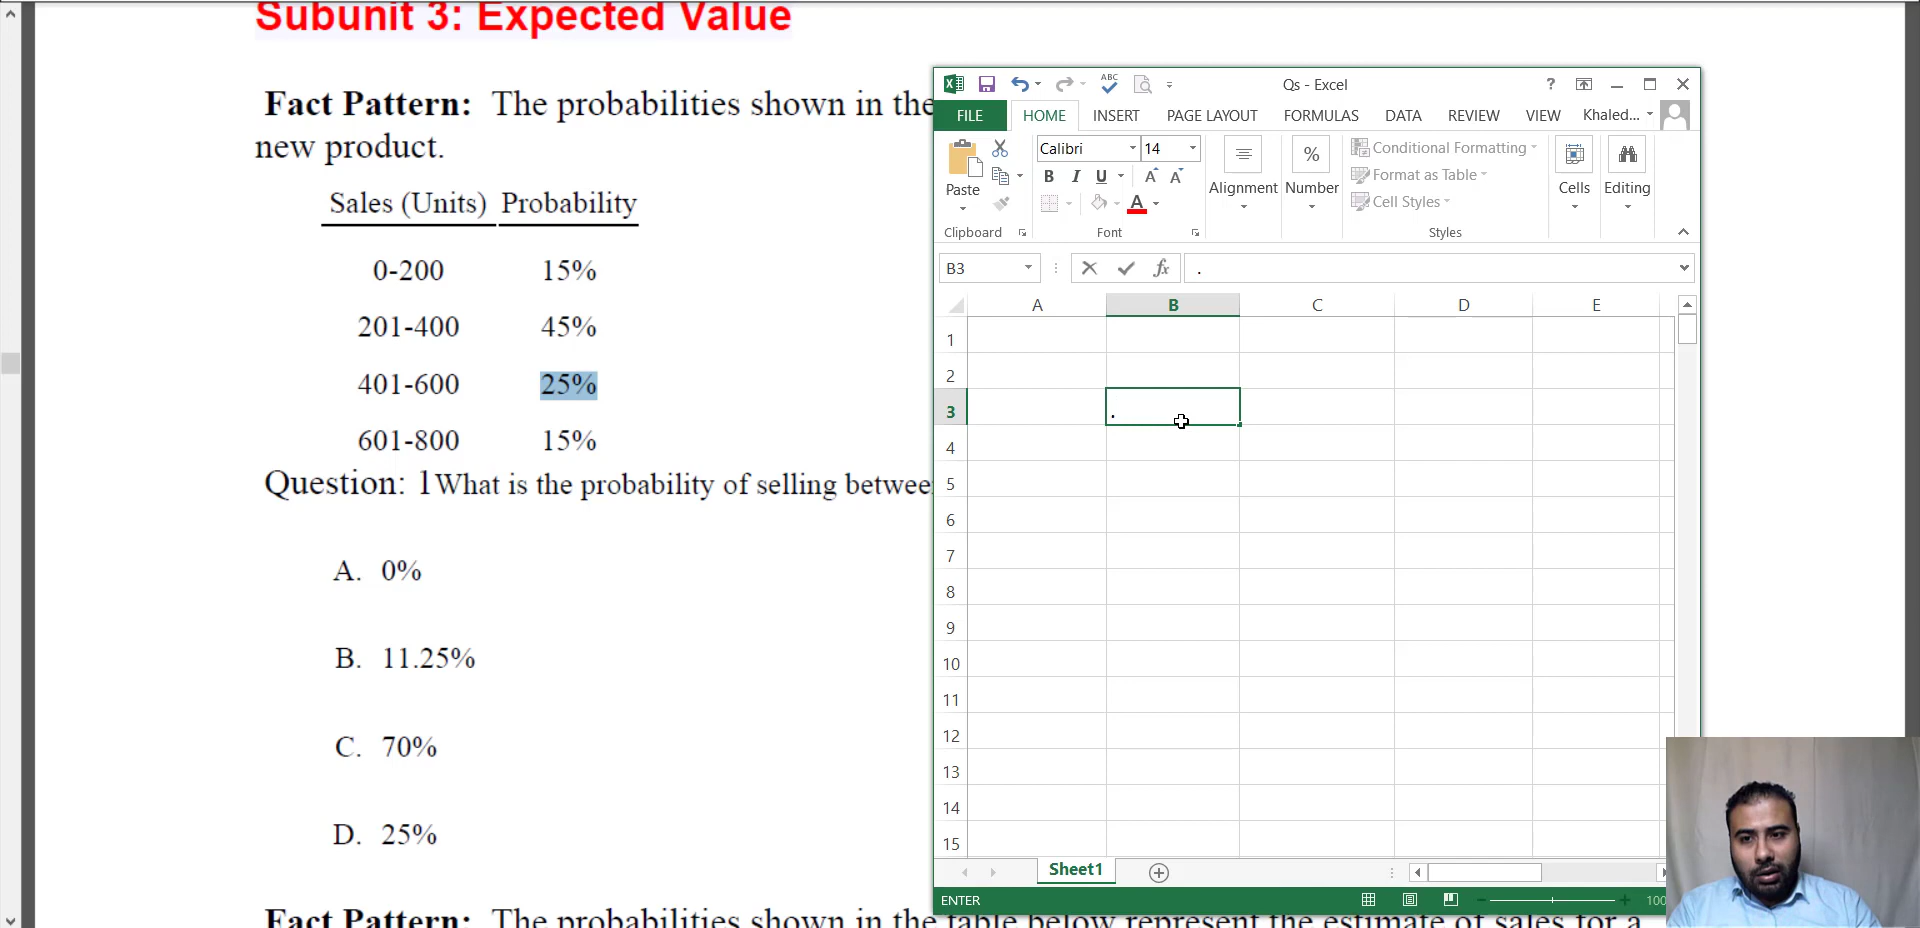 Subunit 3: Expected Value
Fact Pattern: The probabilities shown in the
new product.
Sales (Units) Probability
0-200 15%
201-400 45%
401-600 25%
601-800 15%
Question: 1What is the probability of selling betwee
A. 0%
B. 11.25%
C. 70%
D. 25%
Fact Pattern: The probabilities shown in the table below represent the estimate of sales for a
ABC
Qs - Excel
?
FILE HOME INSERT PAGE LAYOUT FORMULAS DATA REVIEW VIEW Khaled...
Paste
Clipboard
Calibri 14
B I U A A
A
Font
Alignment
%
Number
Conditional Formatting
Format as Table
Cell Styles
Styles
Cells
Editing
B3 fx .
A B C D E
1
2
3 .
4
5
6
7
8
9
10
11
12
13
14
15
Sheet1
ENTER 100